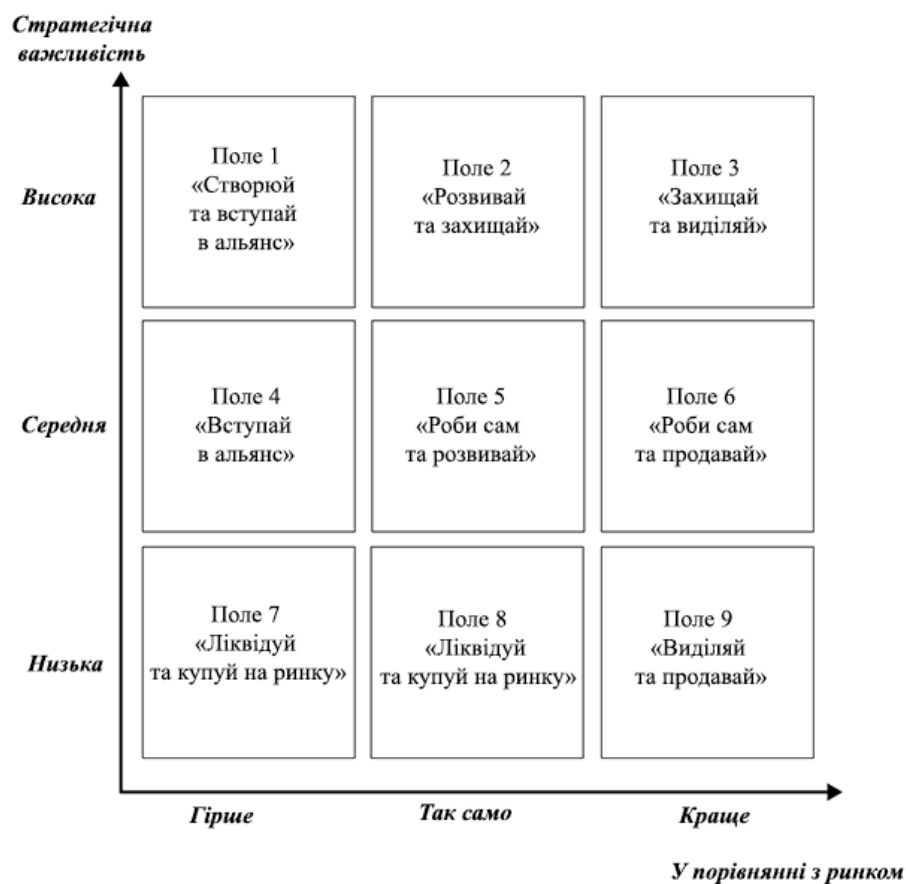 Стратегічна
важливість
Висока
Поле 1
«Створюй
та вступай
в альянс»
Поле 2
«Розвивай
та захищай»
Поле 3
«Захищай
та виділяй»
Середня
Поле 4
«Вступай
в альянс»
Поле 5
«Роби сам
та розвивай»
Поле 6
«Роби сам
та продавай»
Низька
Поле 7
«Ліквідуй
та купуй на ринку»
Поле 8
«Ліквідуй
та купуй на ринку»
Поле 9
«Виділяй
та продавай»
Гірше
Так само
Краще
У порівнянні з ринком